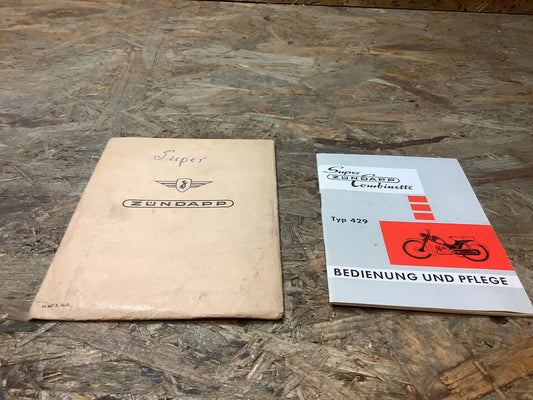 Super
ZÜNDAPP
Super
ZÜNDAPP
Combinette
Typ 429
BEDIENUNG UND PFLEGE